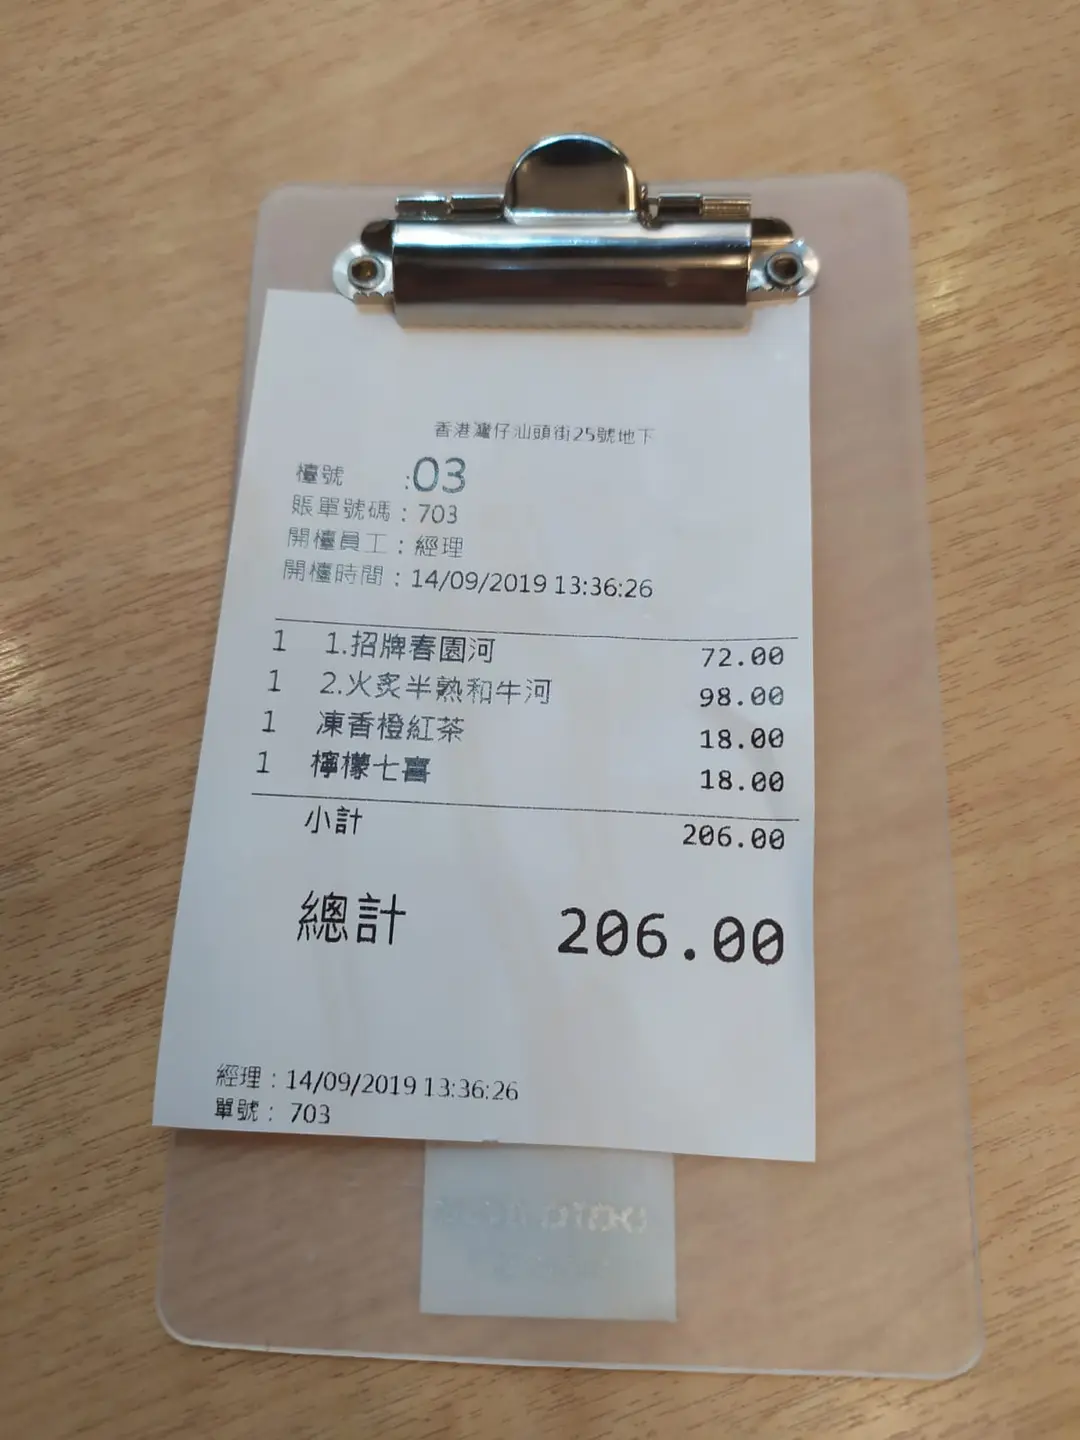 香港灣仔汕頭街25號地下
檯號 :03
賬單號碼 : 703
開檯員工 : 經理
開檯時間 : 14/09/2019 13:36:26
1 1.招牌春園河 72.00
1 2.火炙半熟和牛河 98.00
1 凍香橙紅茶 18.00
1 檸檬七喜 18.00
小計 206.00
總計 206.00
經理 : 14/09/2019 13:36:26
單號 : 703